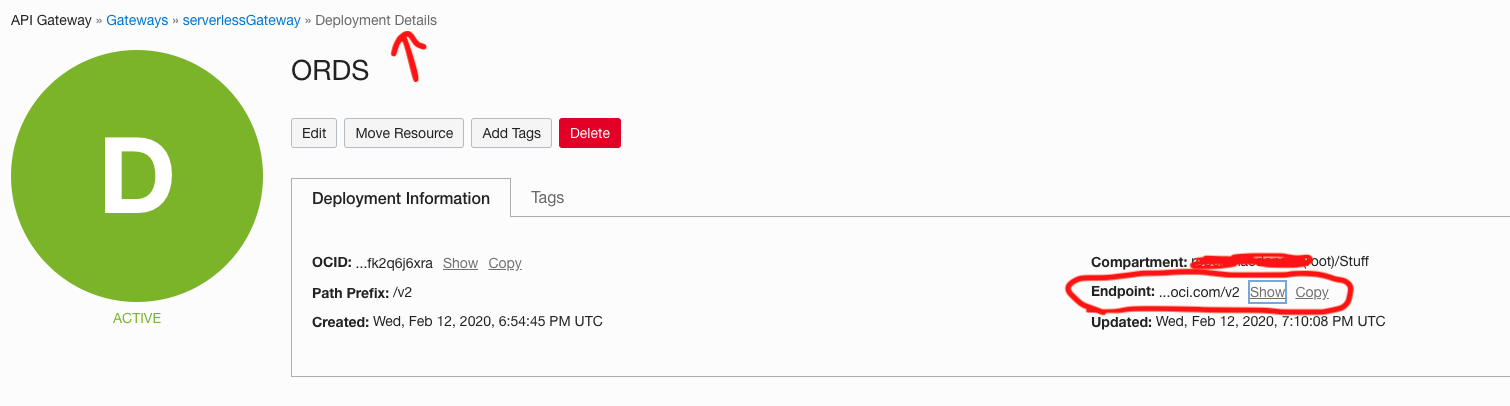 API Gateway » Gateways » serverlessGateway » Deployment Details
D
ACTIVE
ORDS
Edit Move Resource Add Tags Delete
Deployment Information Tags
OCID: ...fk2q6j6xra Show Copy
Compartment: root)/Stuff
Path Prefix: /v2
Endpoint: ...oci.com/v2 Show Copy
Created: Wed, Feb 12, 2020, 6:54:45 PM UTC
Updated: Wed, Feb 12, 2020, 7:10:08 PM UTC